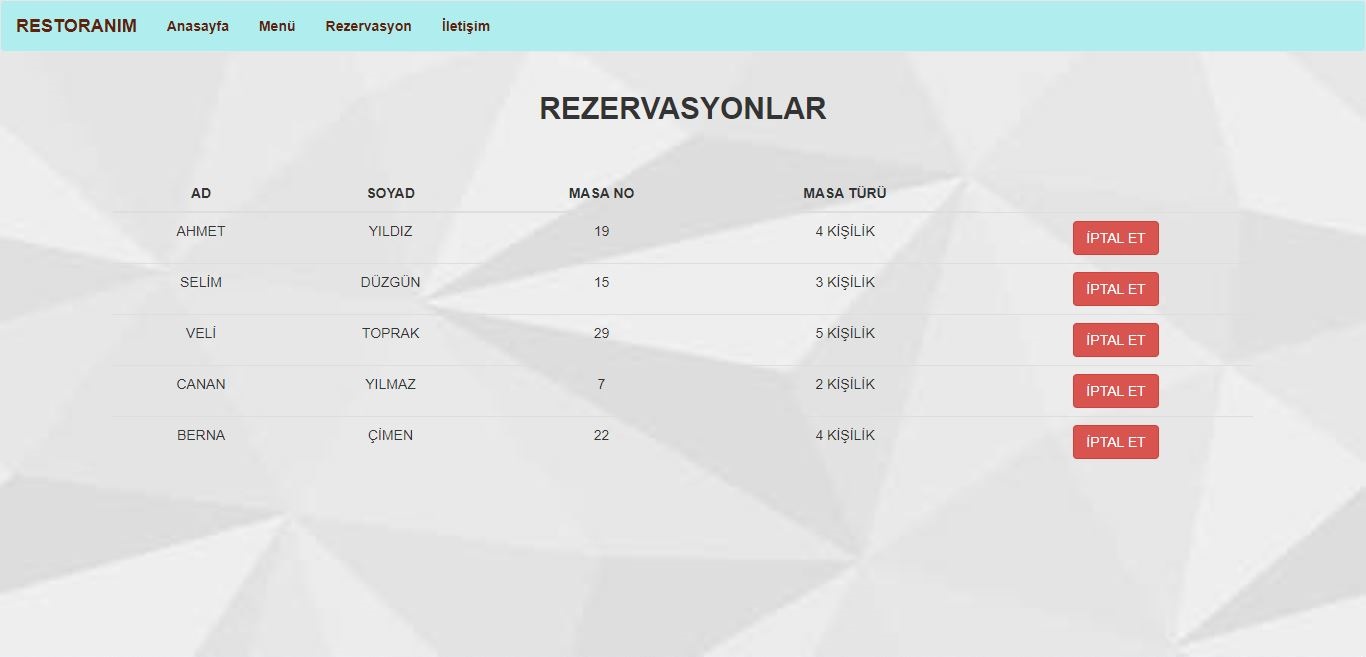 RESTORANIM Anasayfa Menü Rezervasyon İletişim
REZERVASYONLAR
AD SOYAD MASA NO MASA TÜRÜ
AHMET YILDIZ 19 4 KİŞİLİK İPTAL ET
SELİM DÜZGÜN 15 3 KİŞİLİK İPTAL ET
VELİ TOPRAK 29 5 KİŞİLİK İPTAL ET
CANAN YILMAZ 7 2 KİŞİLİK İPTAL ET
BERNA ÇİMEN 22 4 KİŞİLİK İPTAL ET